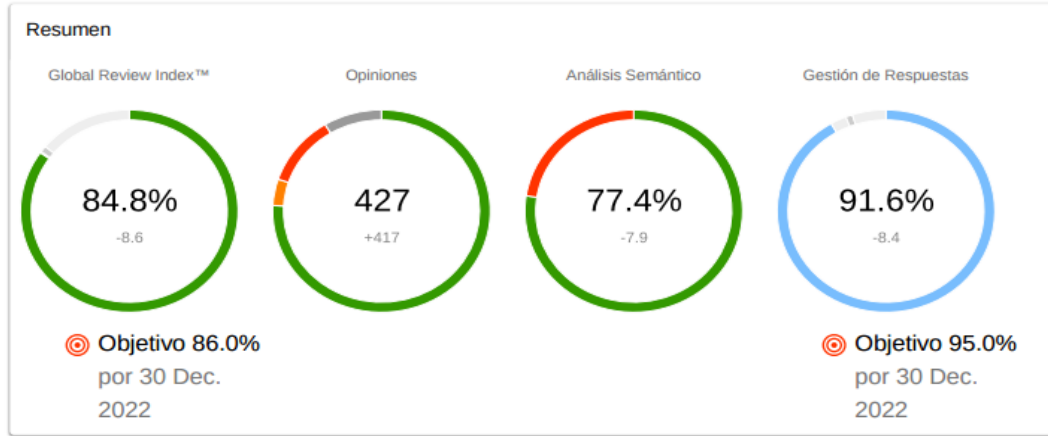 Resumen
Global Review Index™
Opiniones
Análisis Semántico
Gestión de Respuestas
84.8%
-8.6
427
+417
77.4%
-7.9
91.6%
-8.4
Objetivo 86.0%
por 30 Dec.
2022
Objetivo 95.0%
por 30 Dec.
2022